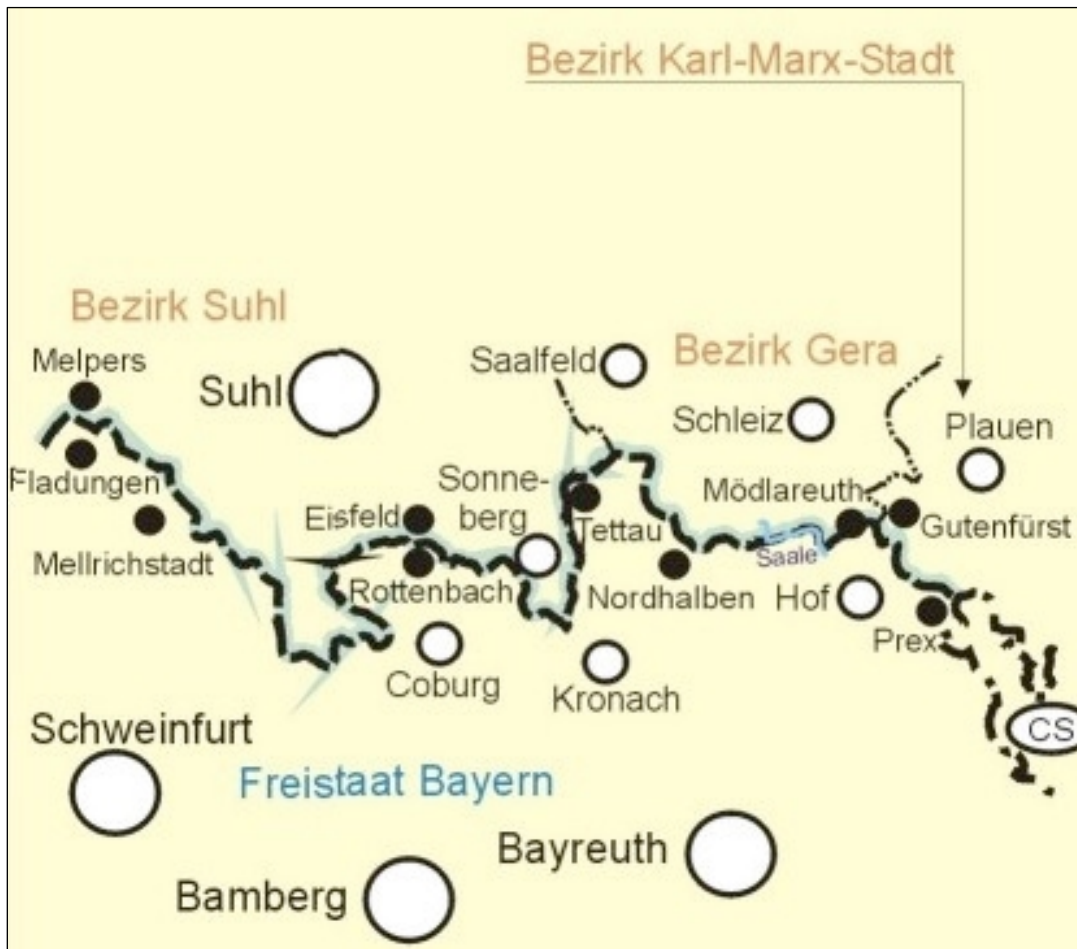 Bezirk Karl-Marx-Stadt
Bezirk Suhl
Melpers
Suhl
Saalfeld
Bezirk Gera
Schleiz
Plauen
Fladungen
Sonne-
berg
Mödlareuth
Eisfeld
Tettau
Gutenfürst
Mellrichstadt
Saale
Rottenbach
Nordhalben
Hof
Prex
Coburg
Kronach
Schweinfurt
CS
Freistaat Bayern
Bayreuth
Bamberg